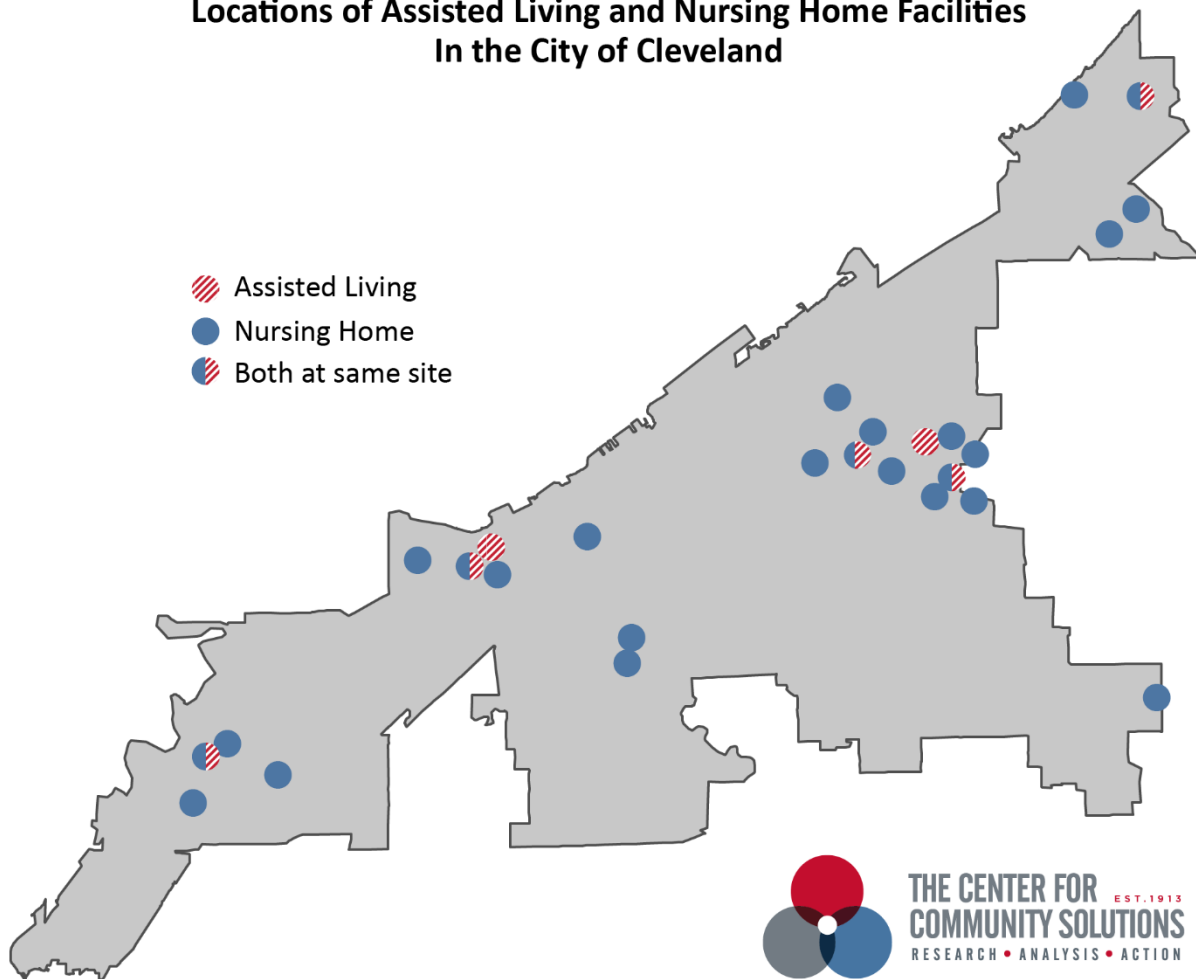 Locations of Assisted Living and Nursing Home Facilities
In the City of Cleveland
Assisted Living
Nursing Home
Both at same site
THE CENTER FOR EST.1913
COMMUNITY SOLUTIONS
RESEARCH • ANALYSIS • ACTION